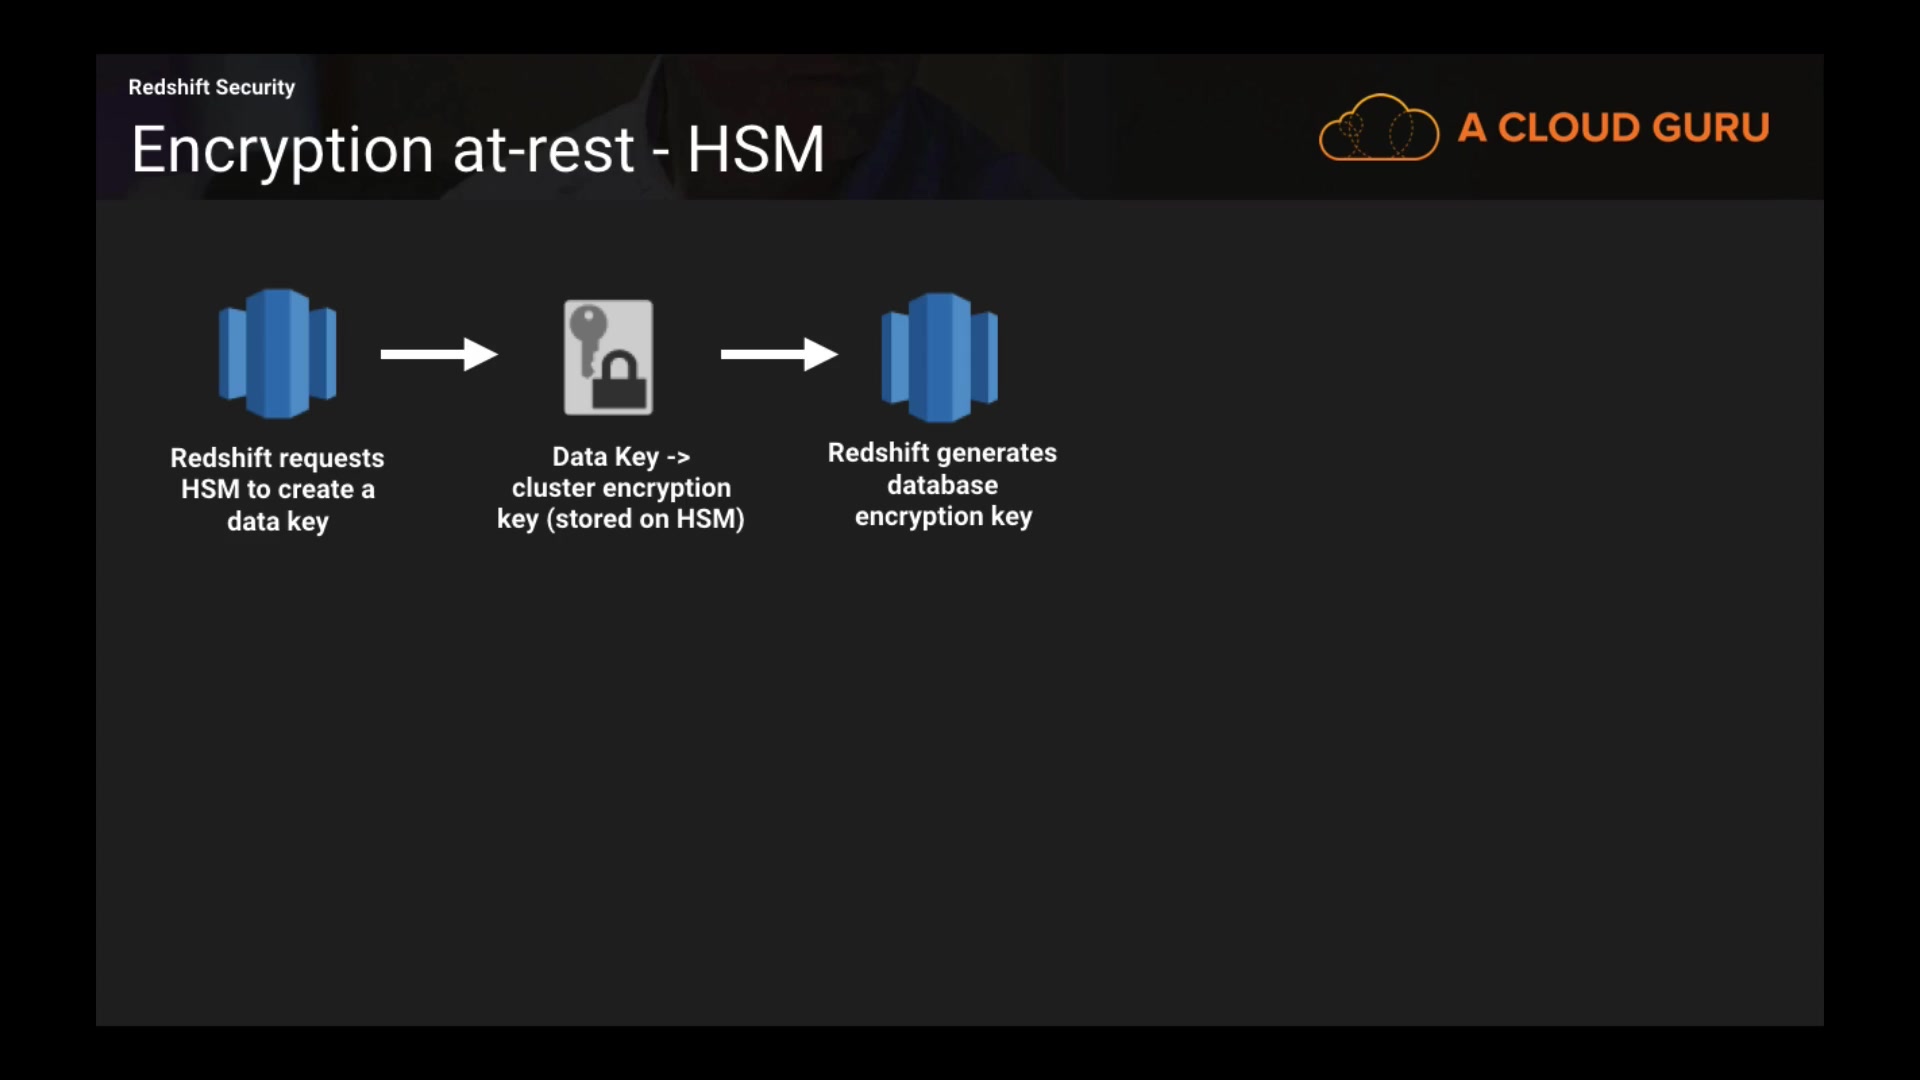 Redshift Security
Encryption at-rest - HSM
A CLOUD GURU
Redshift requests
HSM to create a
data key
Data Key ->
cluster encryption
key (stored on HSM)
Redshift generates
database
encryption key